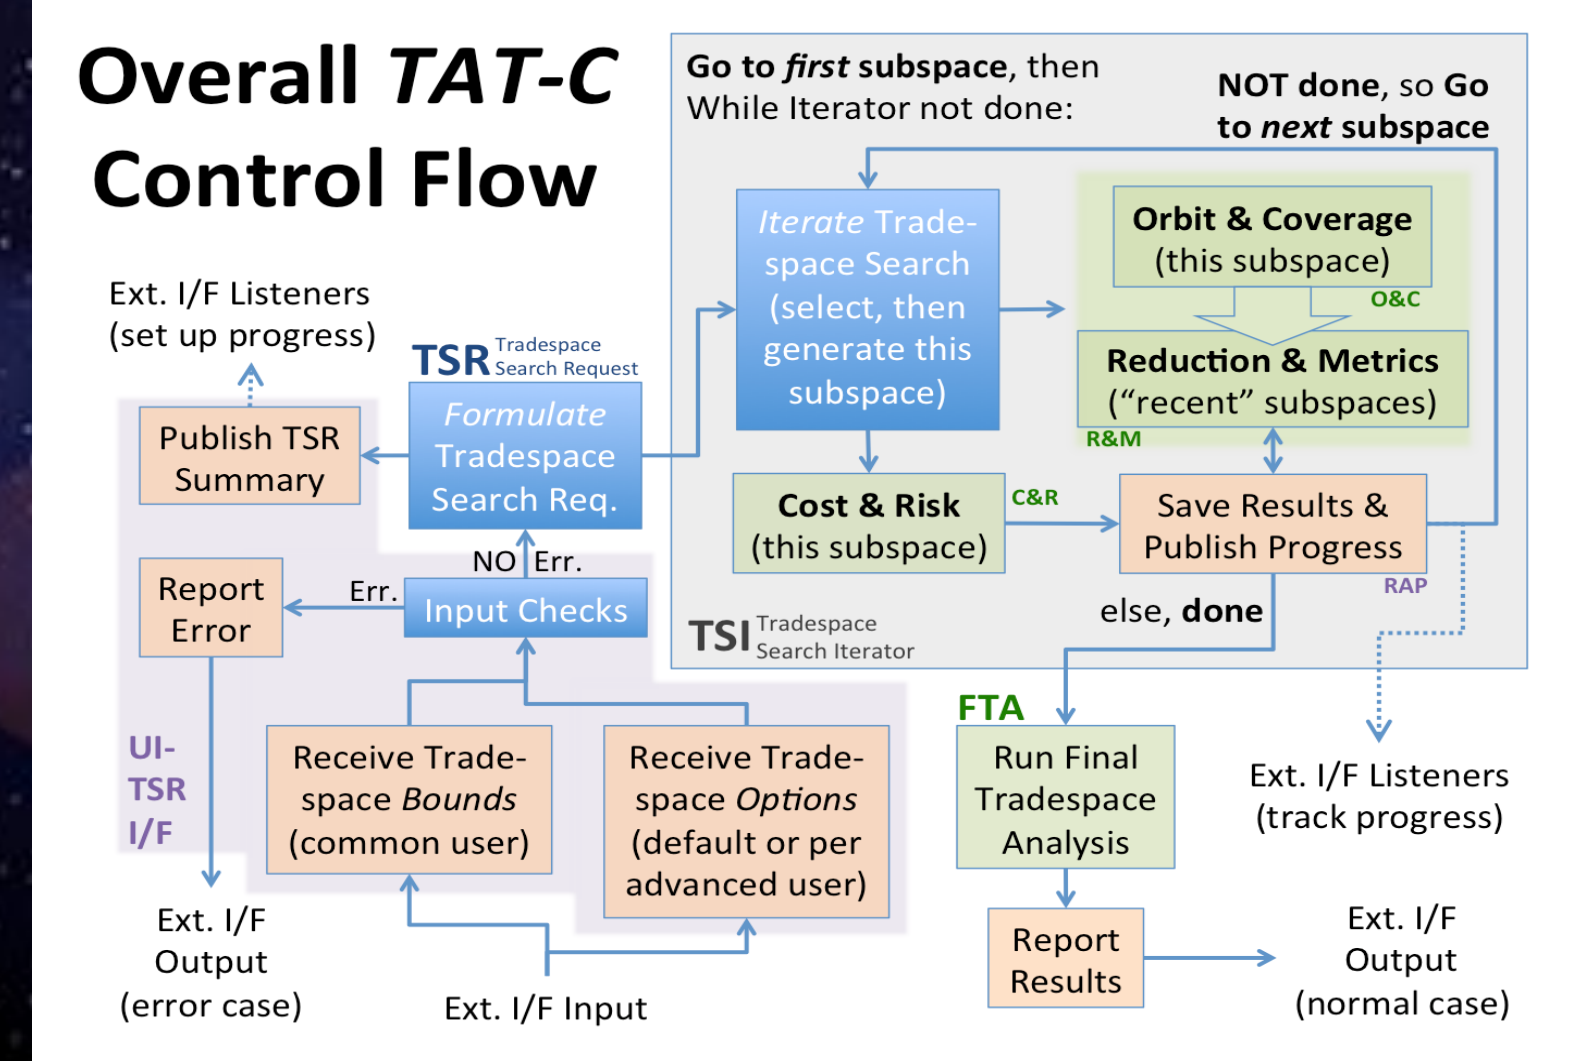 Overall TAT-C
Control Flow
Go to first subspace, then
While Iterator not done:
NOT done, so Go
to next subspace
Iterate Trade-
space Search
(select, then
generate this
subspace)
Orbit & Coverage
(this subspace)
O&C
Reduction & Metrics
(“recent” subspaces)
R&M
Cost & Risk
(this subspace)
C&R
Save Results &
Publish Progress
RAP
else, done
TSI Tradespace
Search Iterator
Ext. I/F Listeners
(set up progress)
TSR Tradespace
Search Request
Formulate
Tradespace
Search Req.
Publish TSR
Summary
NO Err.
Err.
Input Checks
Report
Error
UI-
TSR
I/F
Receive Trade-
space Bounds
(common user)
Receive Trade-
space Options
(default or per
advanced user)
Ext. I/F
Output
(error case)
Ext. I/F Input
FTA
Run Final
Tradespace
Analysis
Report
Results
Ext. I/F Listeners
(track progress)
Ext. I/F
Output
(normal case)